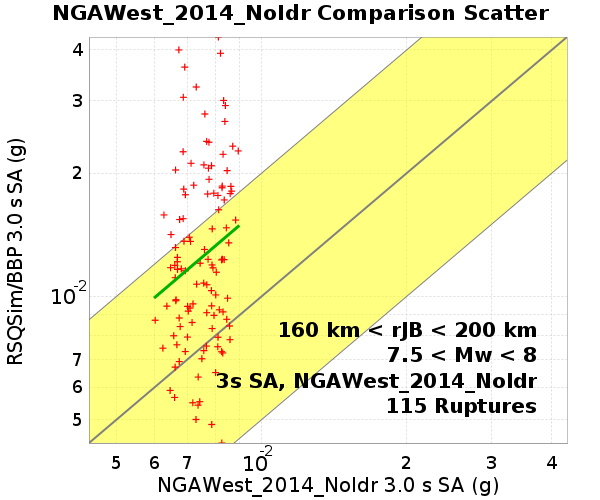 NGAWest_2014_NoIdr Comparison Scatter
RSQSim/BBP 3.0 s SA (g)
4
3
2
10-2
7
6
5
160 km < rJB < 200 km
7.5 < Mw < 8
3s SA, NGAWest_2014_NoIdr
115 Ruptures
5 6 7 10-2 2 3 4
NGAWest_2014_NoIdr 3.0 s SA (g)